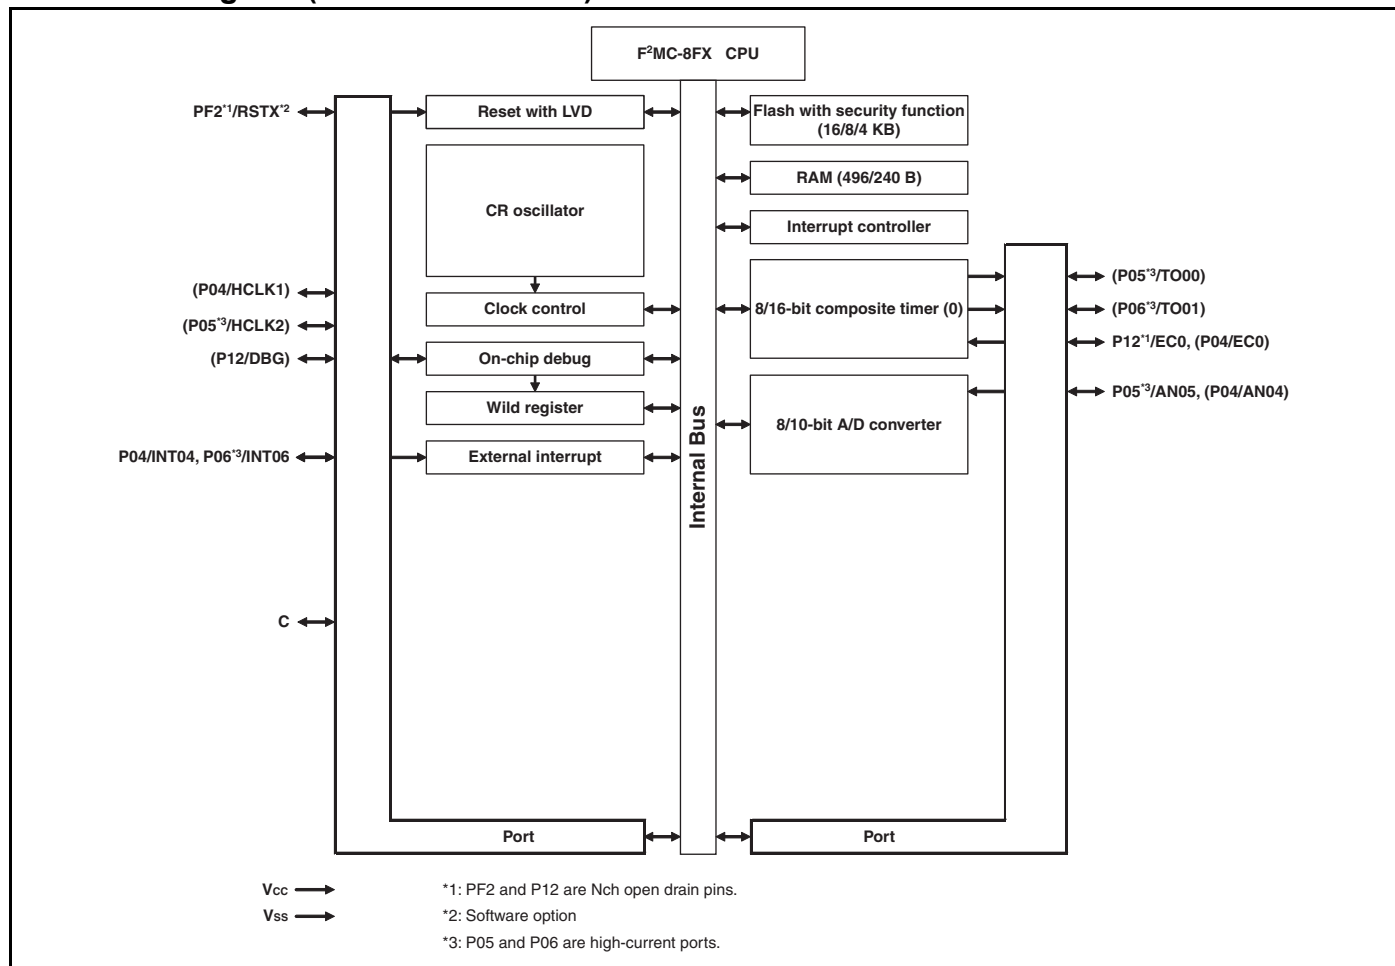 F²MC-8FX CPU
PF2*1/RSTX*2
Reset with LVD
Flash with security function
(16/8/4 KB)
CR oscillator
RAM (496/240 B)
Interrupt controller
(P04/HCLK1)
(P05*3/HCLK2)
(P12/DBG)
Clock control
8/16-bit composite timer (0)
(P05*3/TO00)
(P06*3/TO01)
P12*1/EC0, (P04/EC0)
On-chip debug
Wild register
8/10-bit A/D converter
P05*3/AN05, (P04/AN04)
P04/INT04, P06*3/INT06
External interrupt
Internal Bus
C
Port
Port
Vcc
Vss
*1: PF2 and P12 are Nch open drain pins.
*2: Software option
*3: P05 and P06 are high-current ports.